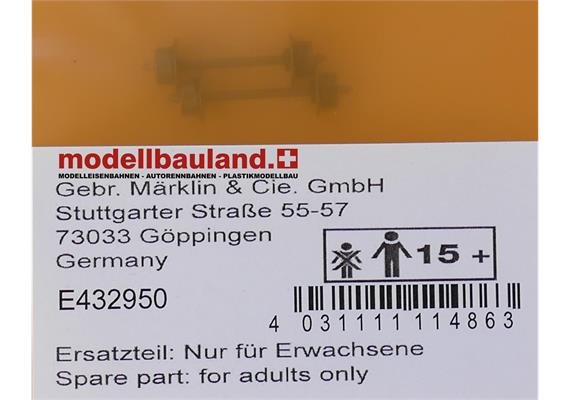 modellbauland.
MODELLEISENBAHNEN - AUTORENNBAHNEN - PLASTIKMODELLBAU
Gebr. Märklin & Cie. GmbH
Stuttgarter Straße 55-57
73033 Göppingen
Germany
15 +
E432950
4 031111 114863
Ersatzteil: Nur für Erwachsene
Spare part: for adults only